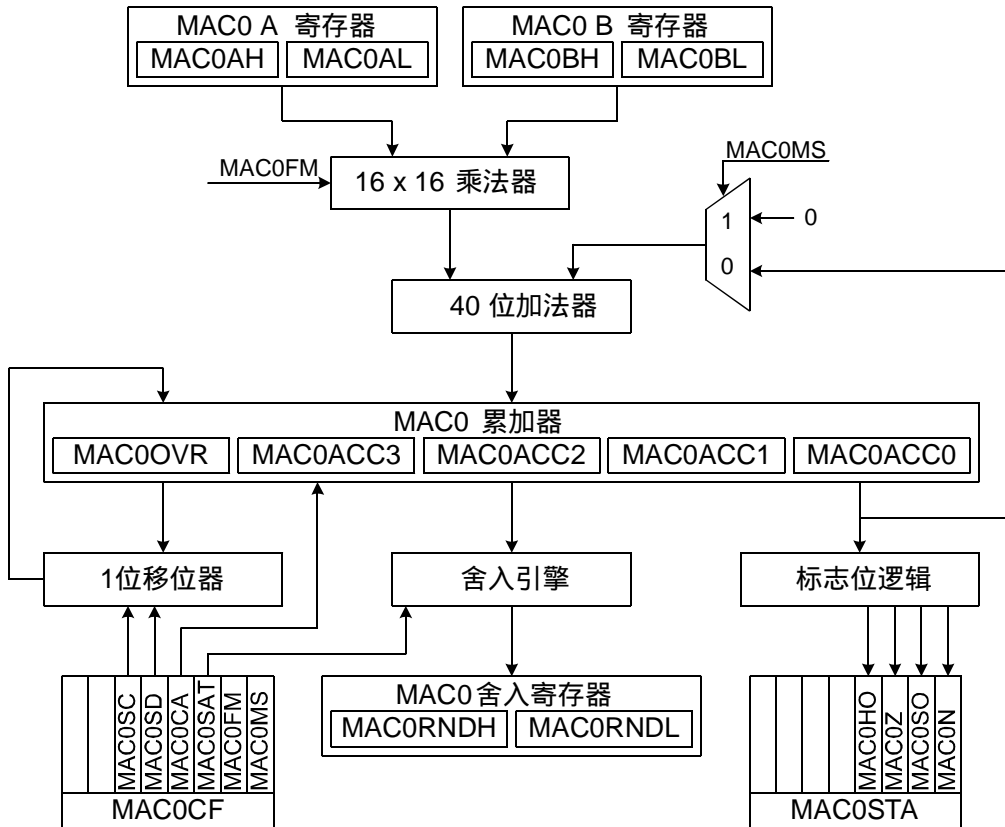 MAC0 A 寄存器
MAC0 B 寄存器
MAC0AH
MAC0AL
MAC0BH
MAC0BL
MAC0FM
16 x 16 乘法器
MAC0MS
1
0
0
40 位加法器
MAC0 累加器
MAC0OVR
MAC0ACC3
MAC0ACC2
MAC0ACC1
MAC0ACC0
1位移位器
舍入引擎
标志位逻辑
MAC0SC
MAC0SD
MAC0CA
MAC0SAT
MAC0FM
MAC0MS
MAC0CF
MAC0 舍入寄存器
MAC0RNDH
MAC0RNDL
MAC0HO
MAC0Z
MAC0SO
MAC0N
MAC0STA